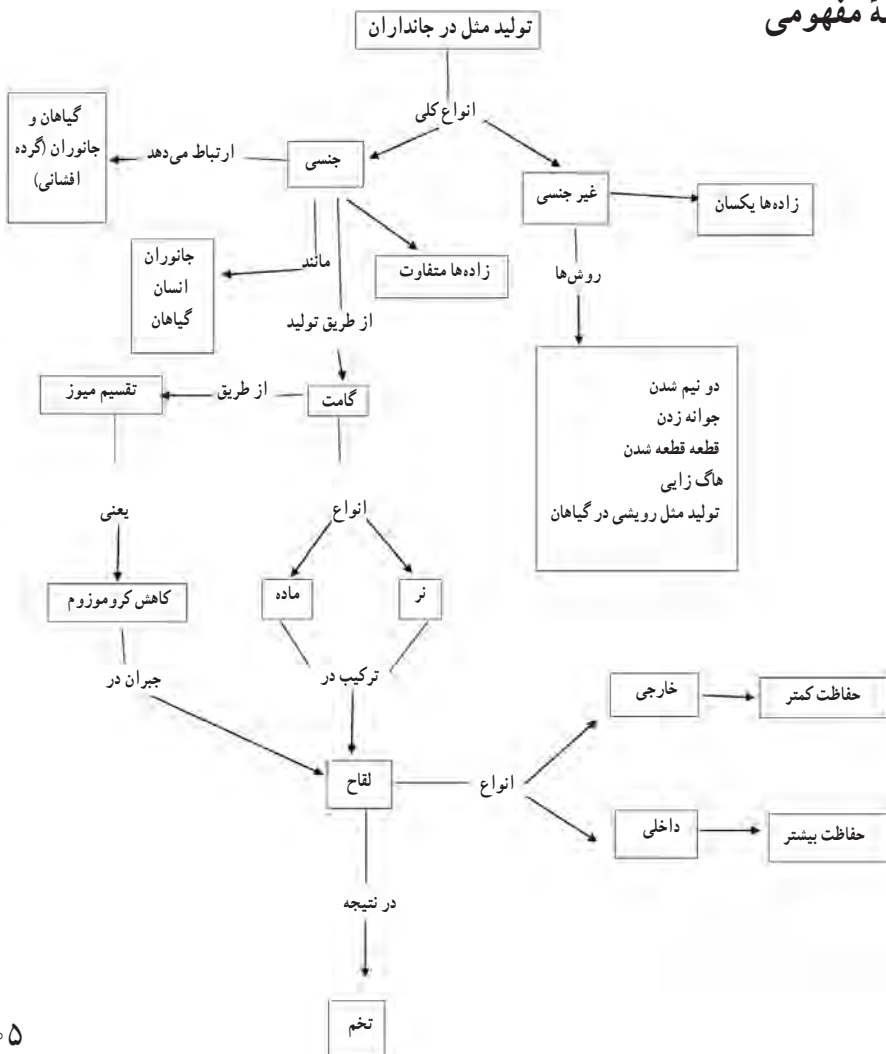 ـهٔ مفهومی
تولید مثل در جانداران
انواع کلی
جنسی
ارتباط می‌دهد
گیاهان و
جانوران (گرده
افشانی)
غیر جنسی
زاده‌ها یکسان
مانند
جانوران
انسان
گیاهان
زاده‌ها متفاوت
روش‌ها
دو نیم شدن
جوانه زدن
قطعه قطعه شدن
هاگ زایی
تولید مثل رویشی در گیاهان
از طریق تولید
گامت
از طریق
تقسیم میوز
یعنی
کاهش کروموزوم
جبران در
انواع
نر
ماده
ترکیب در
لقاح
انواع
خارجی
حفاظت کمتر
داخلی
حفاظت بیشتر
در نتیجه
تخم
۰۵